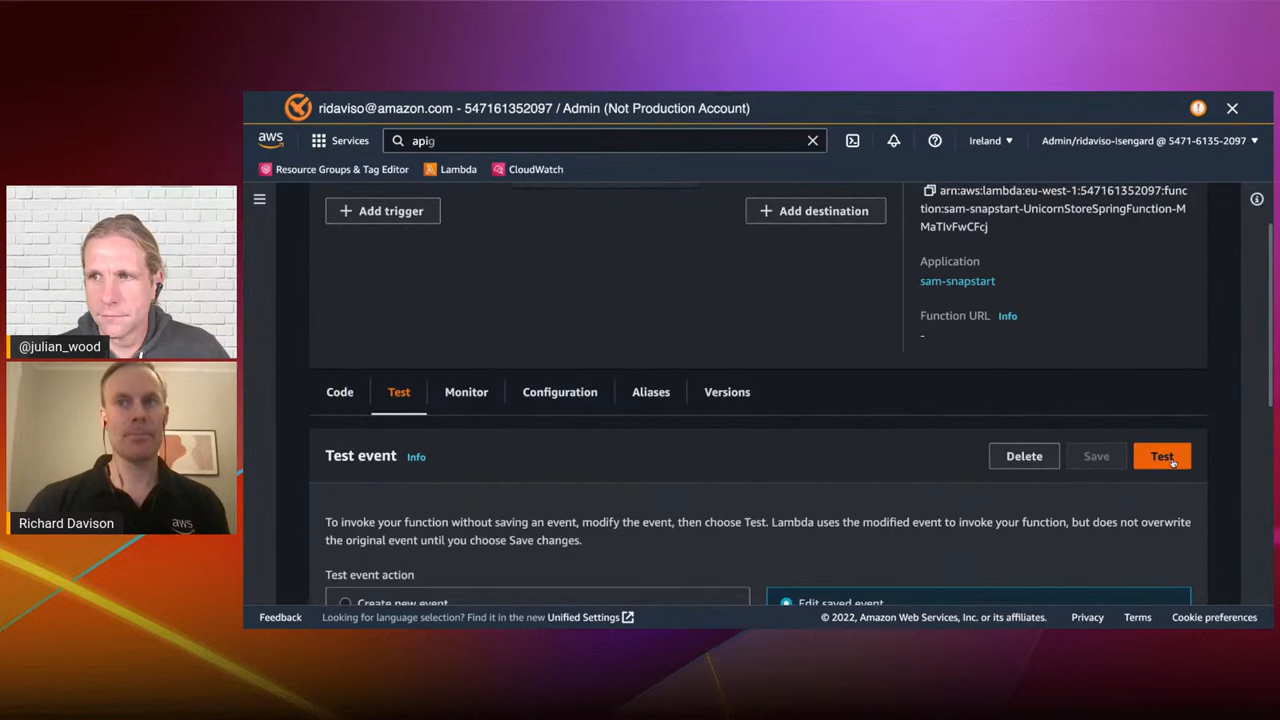 ridaviso@amazon.com - 547161352097 / Admin (Not Production Account)
aws
Services
apig
Ireland
Admin/ridaviso-Isengard @ 5471-6135-2097
Resource Groups & Tag Editor
Lambda
CloudWatch
Add trigger
Add destination
arn:aws:lambda:eu-west-1:547161352097:func
tion:sam-snapstart-UnicornStoreSpringFunction-M
MaTIvFwCFcj
Application
sam-snapstart
Function URL Info
-
Code
Test
Monitor
Configuration
Aliases
Versions
Test event Info
Delete
Save
Test
To invoke your function without saving an event, modify the event, then choose Test. Lambda uses the modified event to invoke your function, but does not overwrite
the original event until you choose Save changes.
Test event action
Create new event
Edit saved event
Feedback
Looking for language selection? Find it in the new Unified Settings
© 2022, Amazon Web Services, Inc. or its affiliates.
Privacy
Terms
Cookie preferences
@julian_wood
Richard Davison
aws